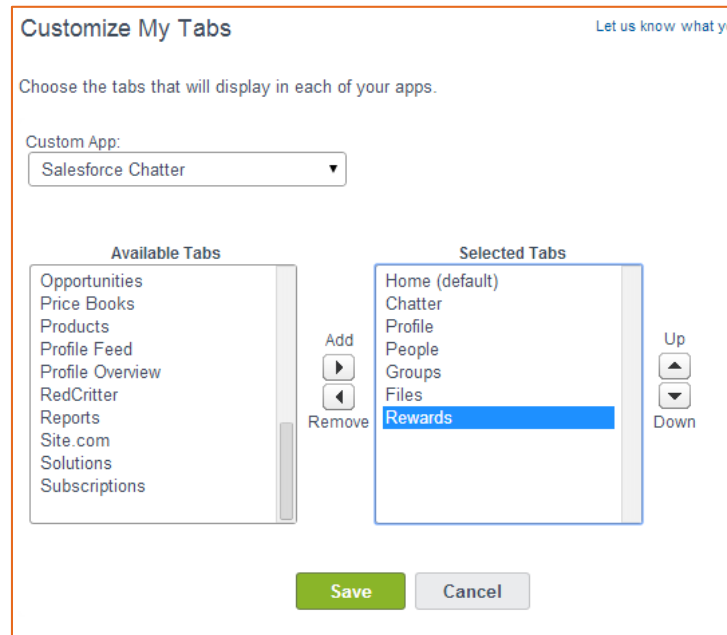 Customize My Tabs
Let us know what
Choose the tabs that will display in each of your apps.
Custom App:
Salesforce Chatter
Available Tabs
Opportunities
Price Books
Products
Profile Feed
Profile Overview
RedCritter
Reports
Site.com
Solutions
Subscriptions
Add
Remove
Selected Tabs
Home (default)
Chatter
Profile
People
Groups
Files
Rewards
Up
Down
Save
Cancel